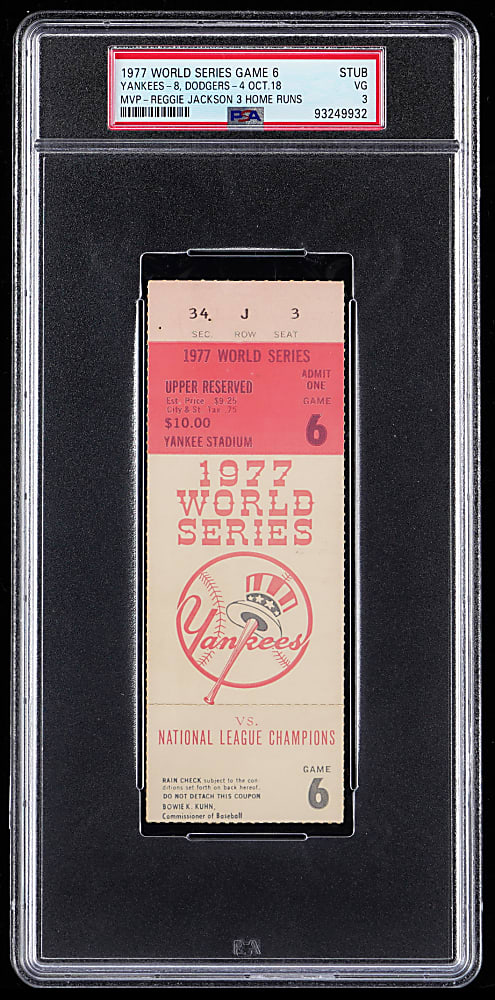 1977 WORLD SERIES GAME 6 STUB
YANKEES-8, DODGERS-4 OCT.18 VG
MVP-REGGIE JACKSON 3 HOME RUNS 3
PSA 93249932
34. J 3
SEC. ROW SEAT
1977 WORLD SERIES
UPPER RESERVED
Est. Price $9.25
City & St. Tax .75
$10.00
YANKEE STADIUM
ADMIT
ONE
GAME
6
1977
WORLD
SERIES
Yankees
VS.
NATIONAL LEAGUE CHAMPIONS
RAIN CHECK subject to the con-
ditions set forth on back hereof.
DO NOT DETACH THIS COUPON
BOWIE K. KUHN,
Commissioner of Baseball
GAME
6
PSA